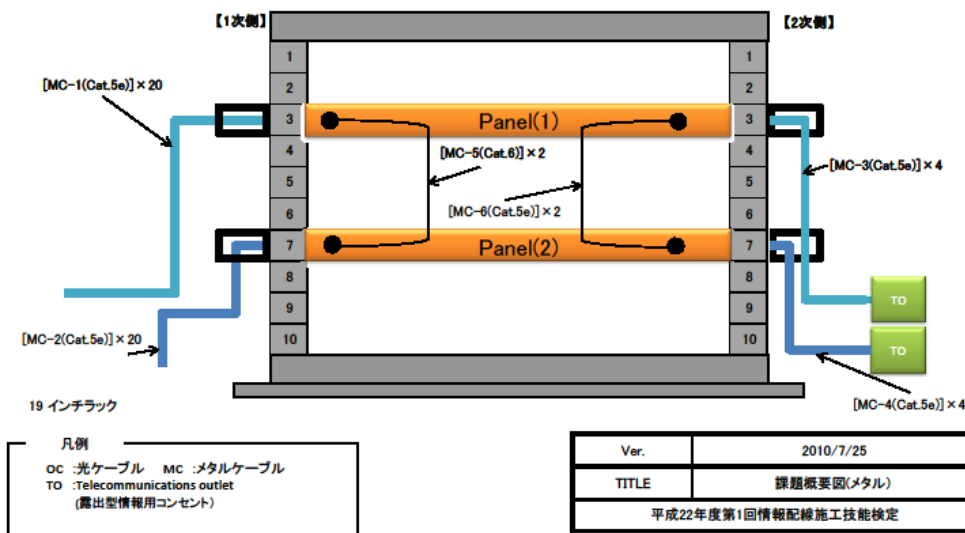 【1次側】
【2次側】
1
2
3
4
5
6
7
8
9
10
1
2
3
4
5
6
7
8
9
10
[MC-1(Cat.5e)]×20
Panel(1)
[MC-5(Cat.6)]×2
[MC-3(Cat.5e)]×4
[MC-6(Cat.5e)]×2
Panel(2)
TO
TO
[MC-2(Cat.5e)]×20
[MC-4(Cat.5e)]×4
19 インチラック
凡例
OC :光ケーブル MC :メタルケーブル
TO :Telecommunications outlet
(露出型情報用コンセント)
Ver. 2010/7/25
TITLE 課題概要図(メタル)
平成22年度第1回情報配線施工技能検定